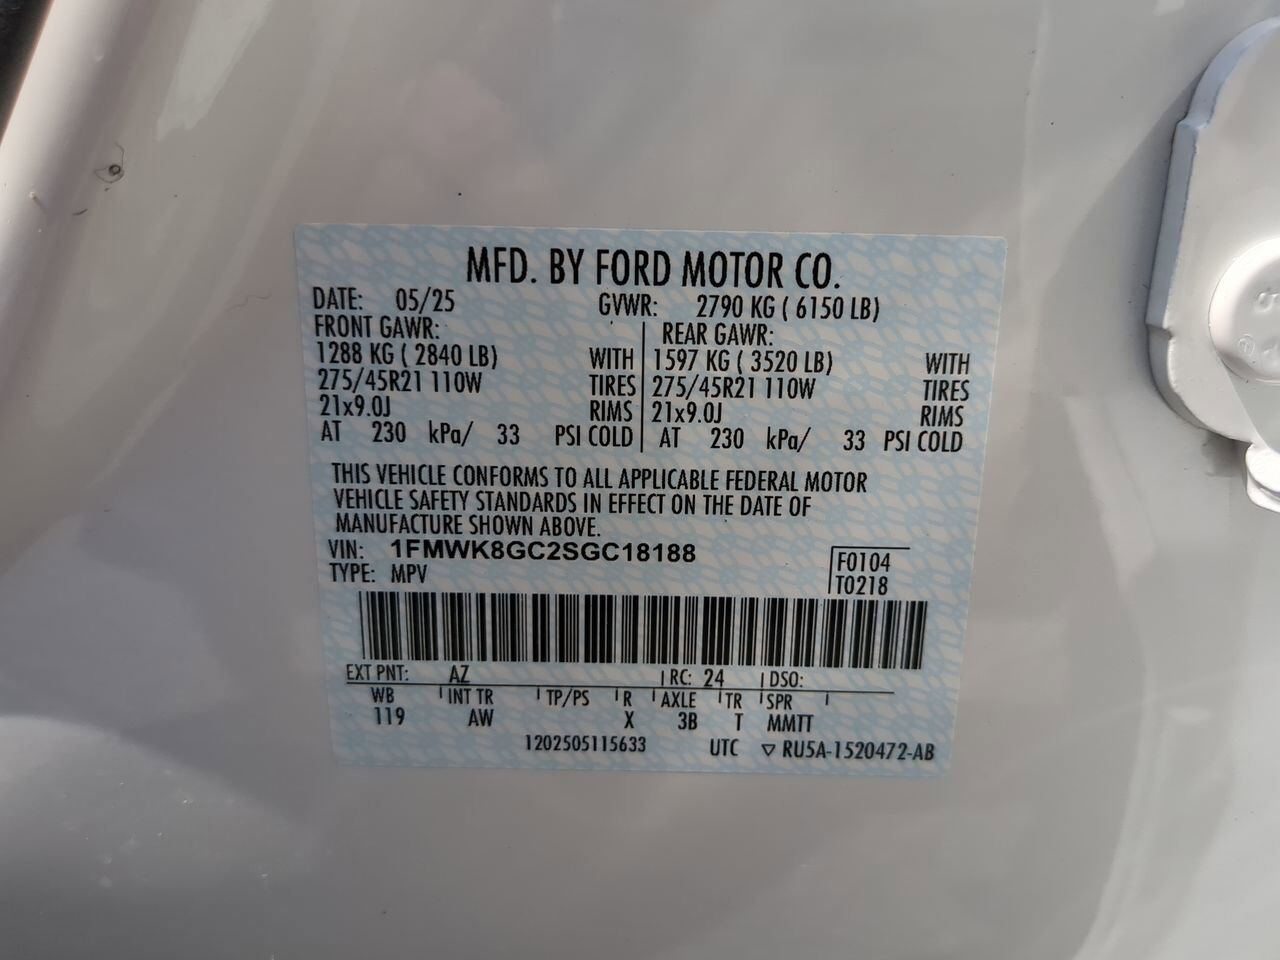 MFD. BY FORD MOTOR CO.
DATE: 05/25 GVWR: 2790 KG ( 6150 LB)
FRONT GAWR: REAR GAWR:
1288 KG ( 2840 LB) WITH 1597 KG ( 3520 LB) WITH
275/45R21 110W TIRES 275/45R21 110W TIRES
21x9.0J RIMS 21x9.0J RIMS
AT 230 kPa/ 33 PSI COLD AT 230 kPa/ 33 PSI COLD
THIS VEHICLE CONFORMS TO ALL APPLICABLE FEDERAL MOTOR
VEHICLE SAFETY STANDARDS IN EFFECT ON THE DATE OF
MANUFACTURE SHOWN ABOVE.
VIN: 1FMWK8GC2SGC18188 F0104
TYPE: MPV T0218
EXT PNT: AZ RC: 24 DSO:
WB INT TR TP/PS R AXLE TR SPR
119 AW X 3B T MMTT
1202505115633 UTC ▽ RU5A-1520472-AB